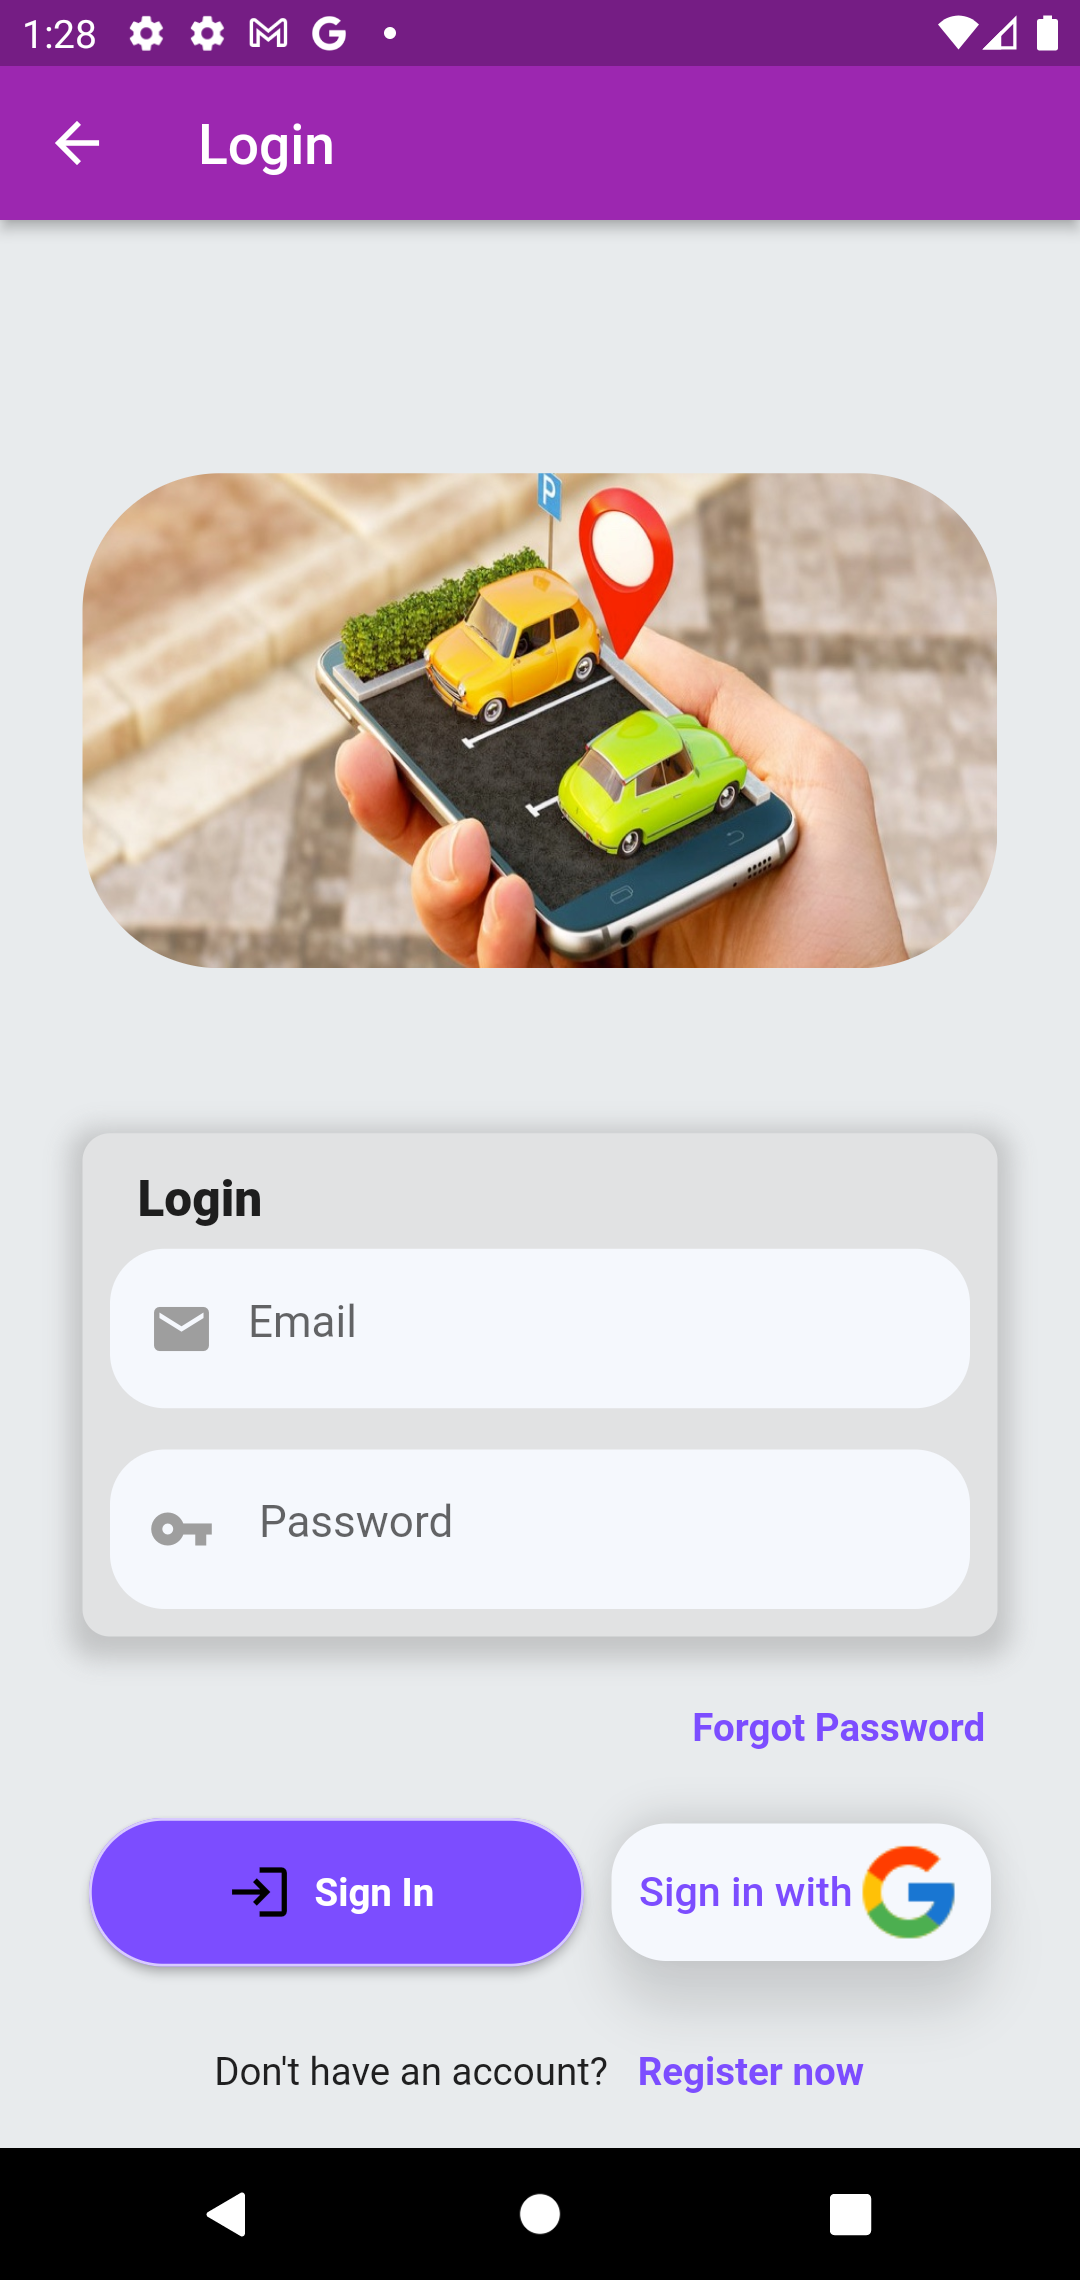 1:28
Login
P
Login
Email
Password
Forgot Password
Sign In
Sign in with
Don't have an account? Register now